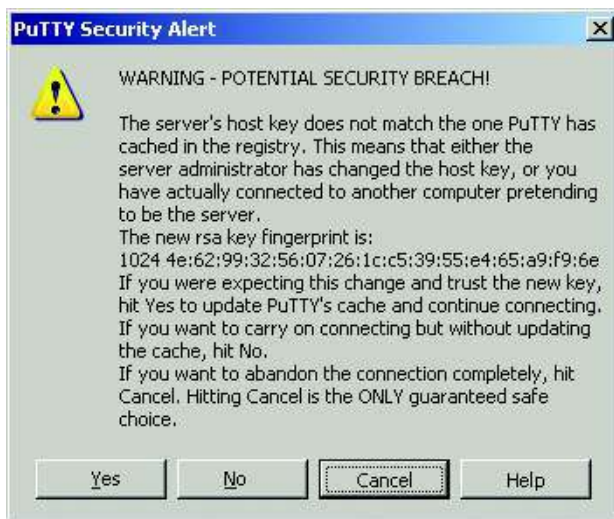 PuTTY Security Alert
WARNING - POTENTIAL SECURITY BREACH!
The server's host key does not match the one PuTTY has
cached in the registry. This means that either the
server administrator has changed the host key, or you
have actually connected to another computer pretending
to be the server.
The new rsa key fingerprint is:
1024 4e:62:99:32:56:07:26:1c:c5:39:55:e4:65:a9:f9:6e
If you were expecting this change and trust the new key,
hit Yes to update PuTTY's cache and continue connecting.
If you want to carry on connecting but without updating
the cache, hit No.
If you want to abandon the connection completely, hit
Cancel. Hitting Cancel is the ONLY guaranteed safe
choice.
Yes No Cancel Help